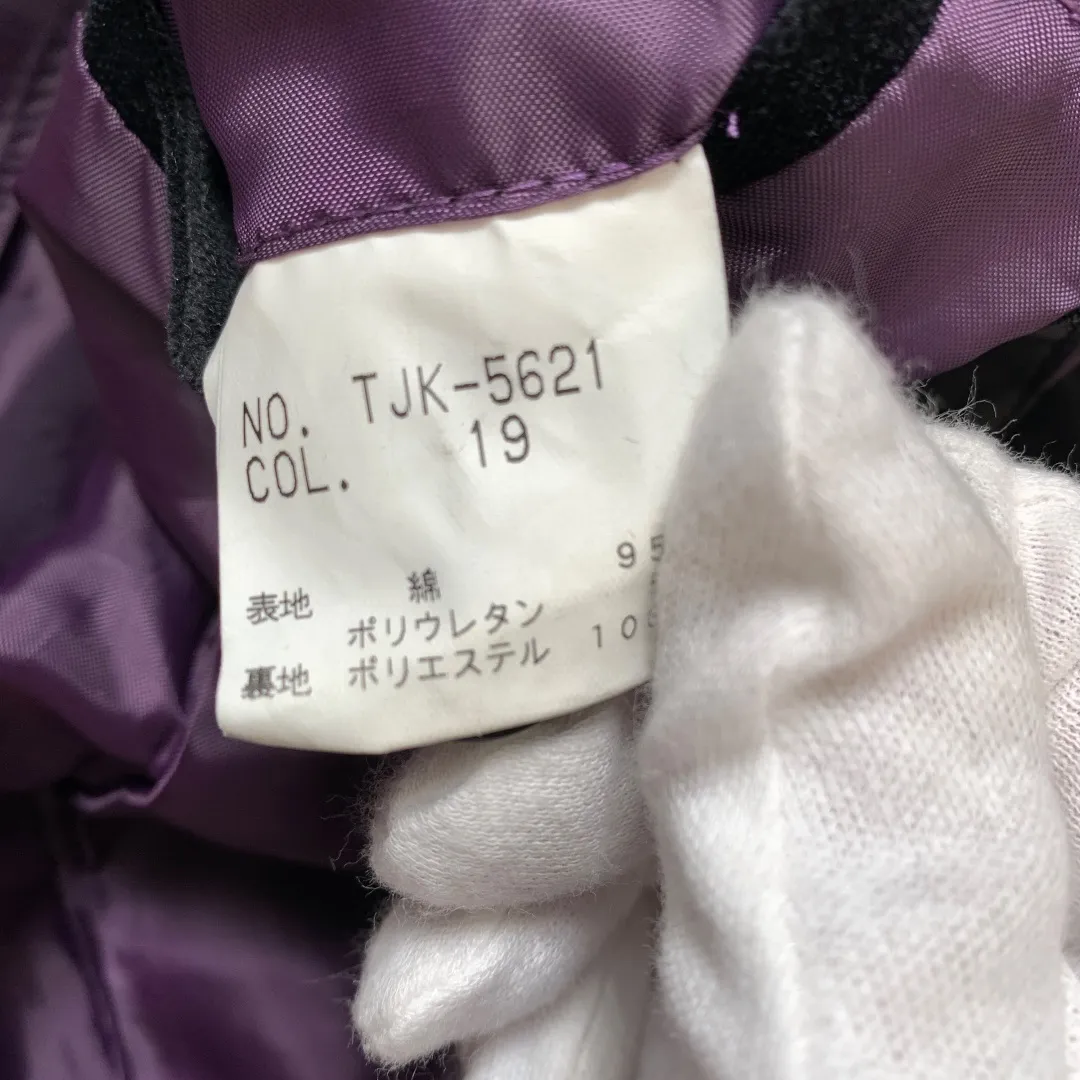 NO. TJK-5621
COL. 19
表地 綿 95
ポリウレタン
裏地 ポリエステル 100